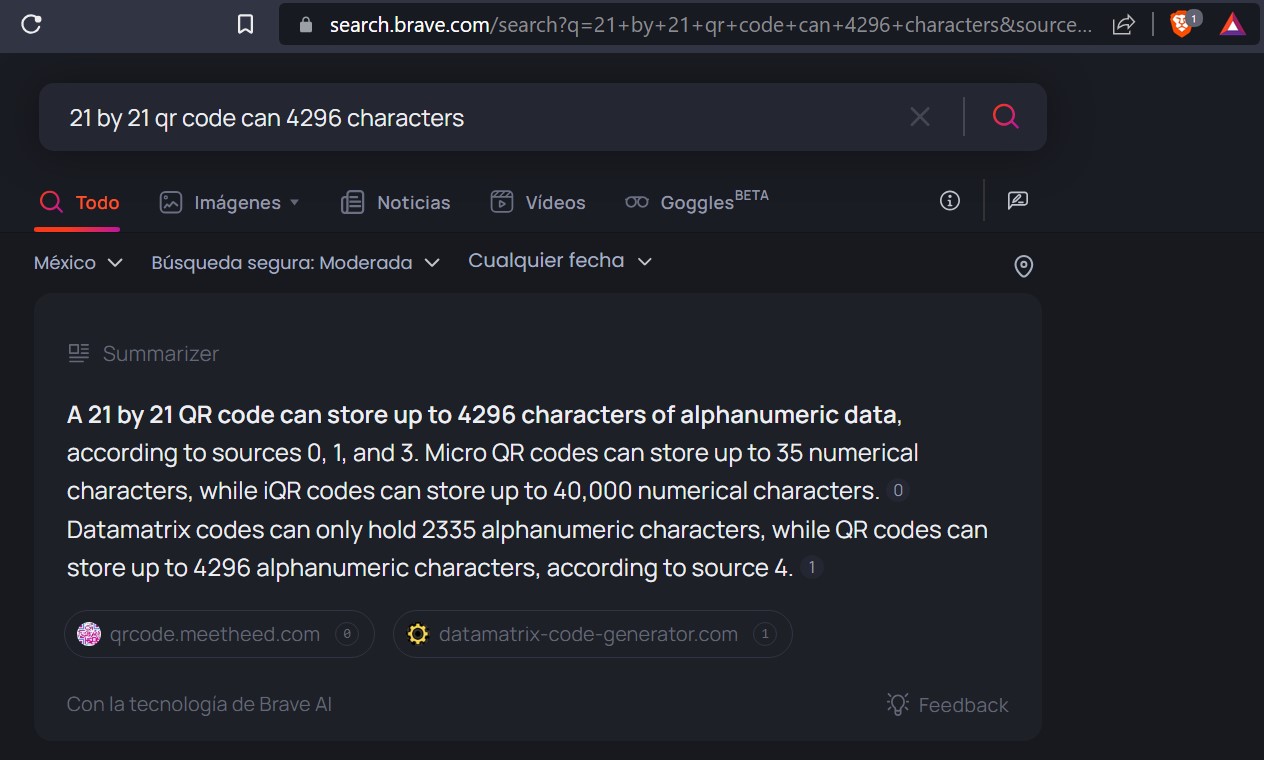 search.brave.com/search?q=21+by+21+qr+code+can+4296+characters&source...
1
21 by 21 qr code can 4296 characters
Todo
Imágenes
Noticias
Vídeos
Goggles BETA
México
Búsqueda segura: Moderada
Cualquier fecha
Summarizer
A 21 by 21 QR code can store up to 4296 characters of alphanumeric data,
according to sources 0, 1, and 3. Micro QR codes can store up to 35 numerical
characters, while iQR codes can store up to 40,000 numerical characters. 0
Datamatrix codes can only hold 2335 alphanumeric characters, while QR codes can
store up to 4296 alphanumeric characters, according to source 4. 1
qrcode.meetheed.com 0
datamatrix-code-generator.com 1
Con la tecnología de Brave AI
Feedback